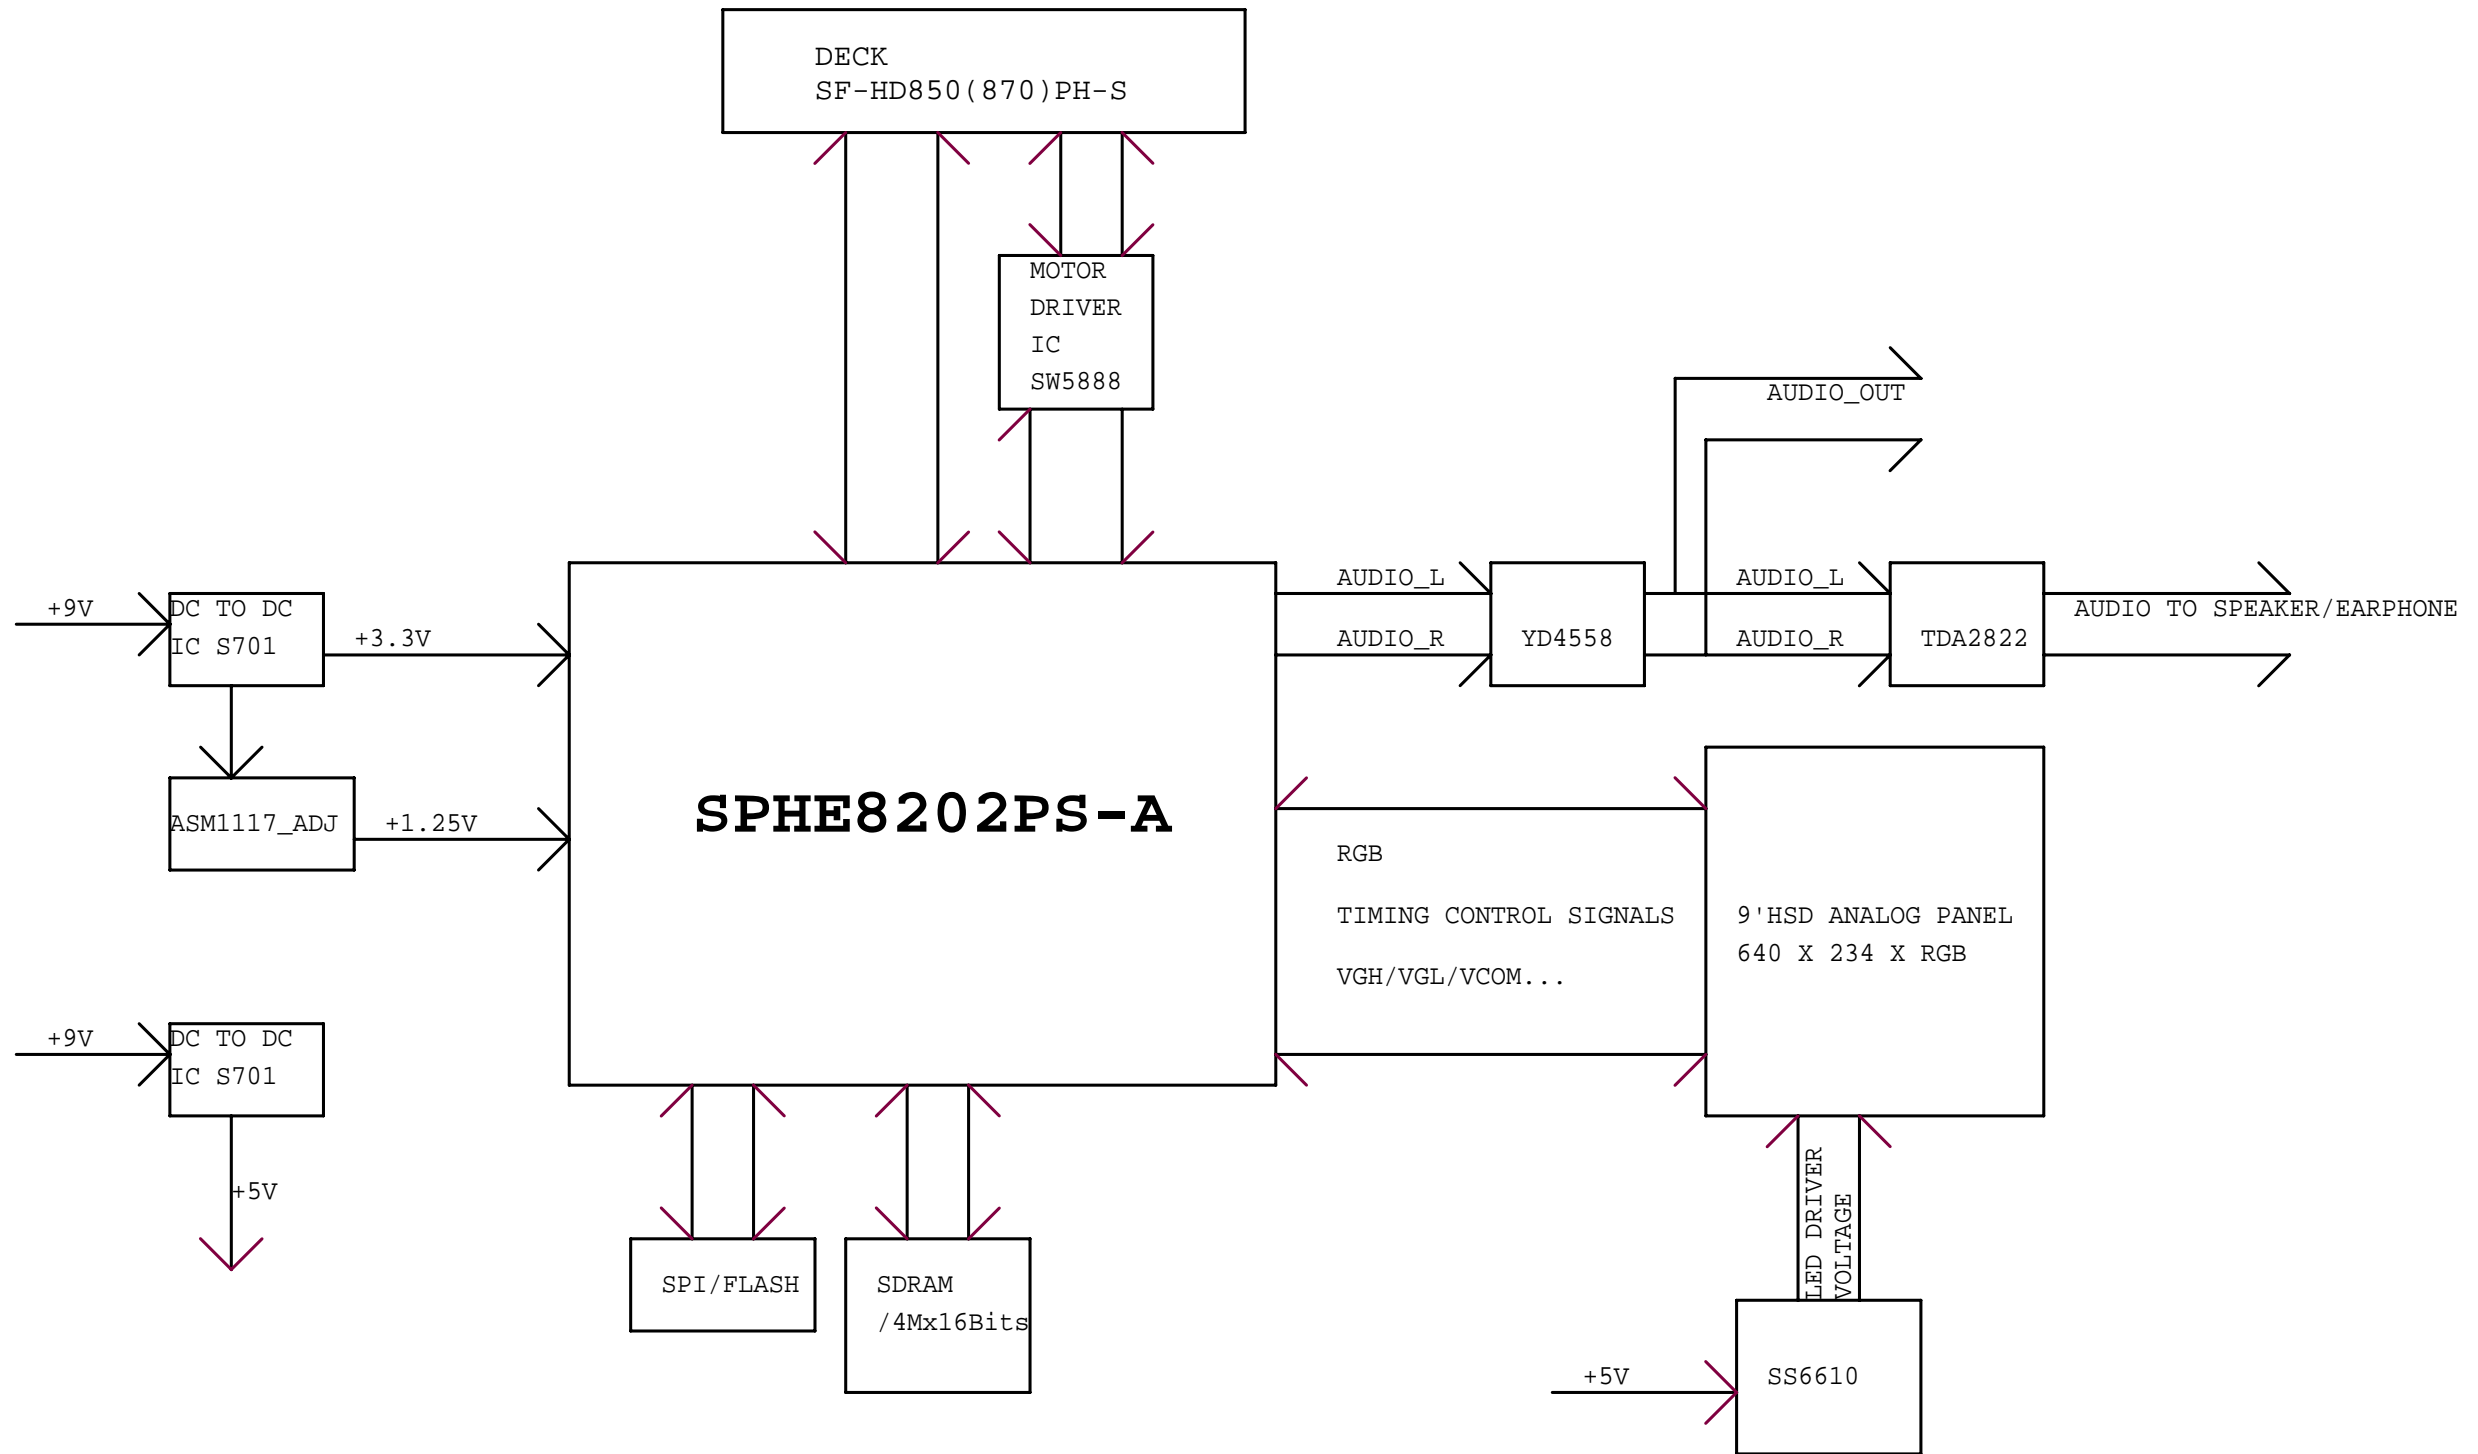 DECK
SF-HD850(870)PH-S
MOTOR
DRIVER
IC
SW5888
AUDIO_OUT
+9V
DC TO DC
IC S701
+3.3V
AUDIO_L
AUDIO_R
YD4558
AUDIO_L
AUDIO_R
TDA2822
AUDIO TO SPEAKER/EARPHONE
ASM1117_ADJ
+1.25V
SPHE8202PS-A
RGB
TIMING CONTROL SIGNALS
VGH/VGL/VCOM...
9'HSD ANALOG PANEL
640 X 234 X RGB
+9V
DC TO DC
IC S701
+5V
SPI/FLASH
SDRAM
/4Mx16Bits
LED DRIVER
VOLTAGE
+5V
SS6610